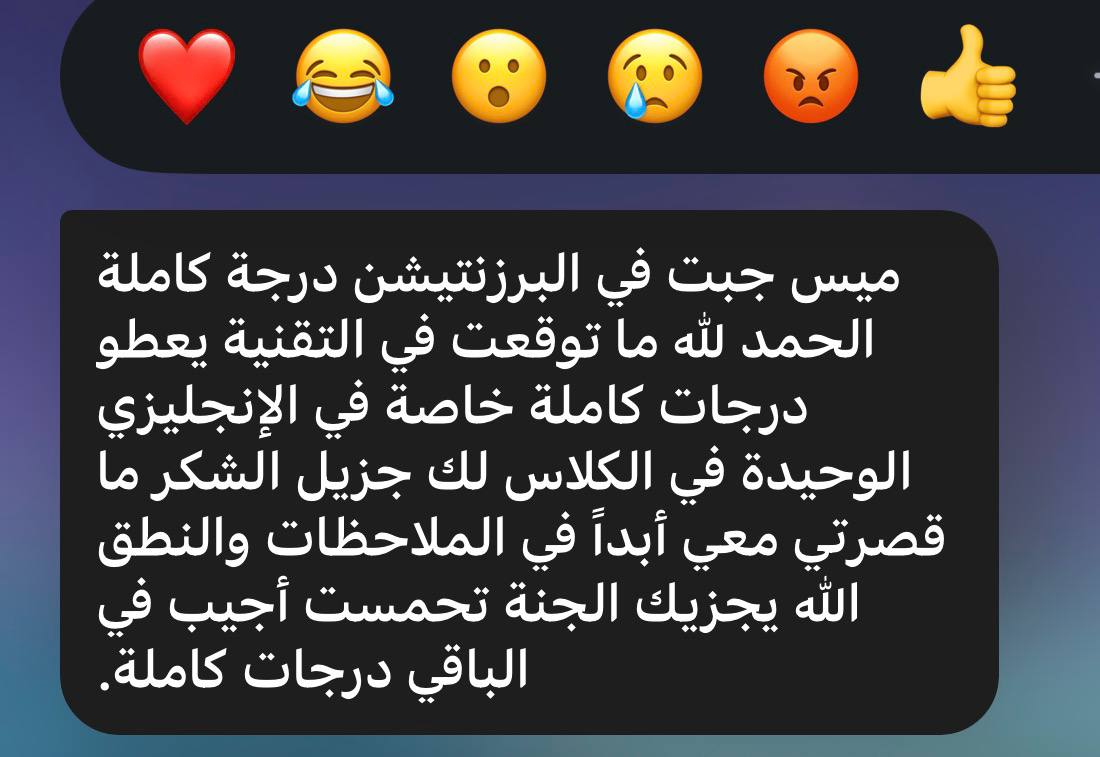 ميس جبت في البرزنتيشن درجة كاملة
الحمد لله ما توقعت في التقنية يعطو
درجات كاملة خاصة في الإنجليزي
الوحيدة في الكلاس لك جزيل الشكر ما
قصرتي معي أبداً في الملاحظات والنطق
الله يجزيك الجنة تحمست أجيب في
الباقي درجات كاملة.